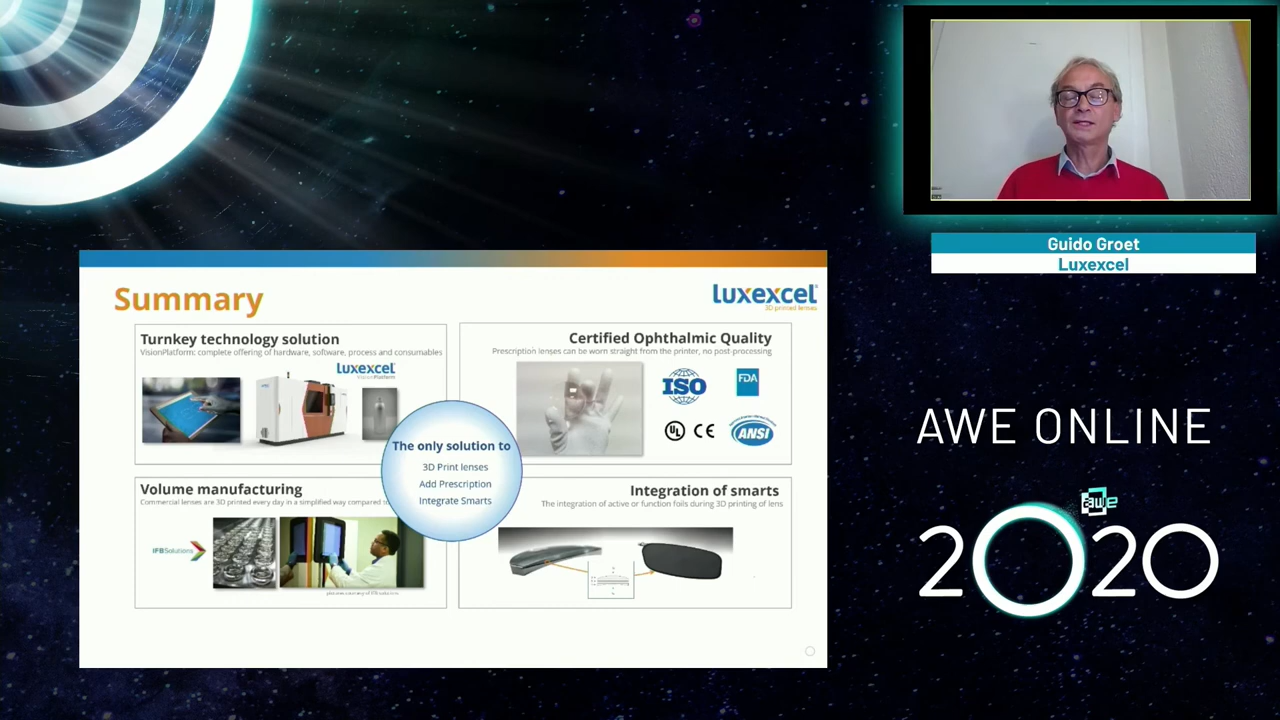 Guido Groet
Luxexcel
Summary
luxexcel
3D printed lenses
Turnkey technology solution
VisionPlatform: complete offering of hardware, software, process and consumables
Luxexcel
VisionPlatform
Certified Ophthalmic Quality
Prescription lenses can be worn straight from the printer, no post-processing
ISO
FDA
UL CE
ANSI
The only solution to
3D Print lenses
Add Prescription
Integrate Smarts
Volume manufacturing
Commercial lenses are 3D printed every day in a simplified way compared
IFBSolutions
Integration of smarts
The integration of active or function foils during 3D printing of lens
AWE ONLINE
awe
2020